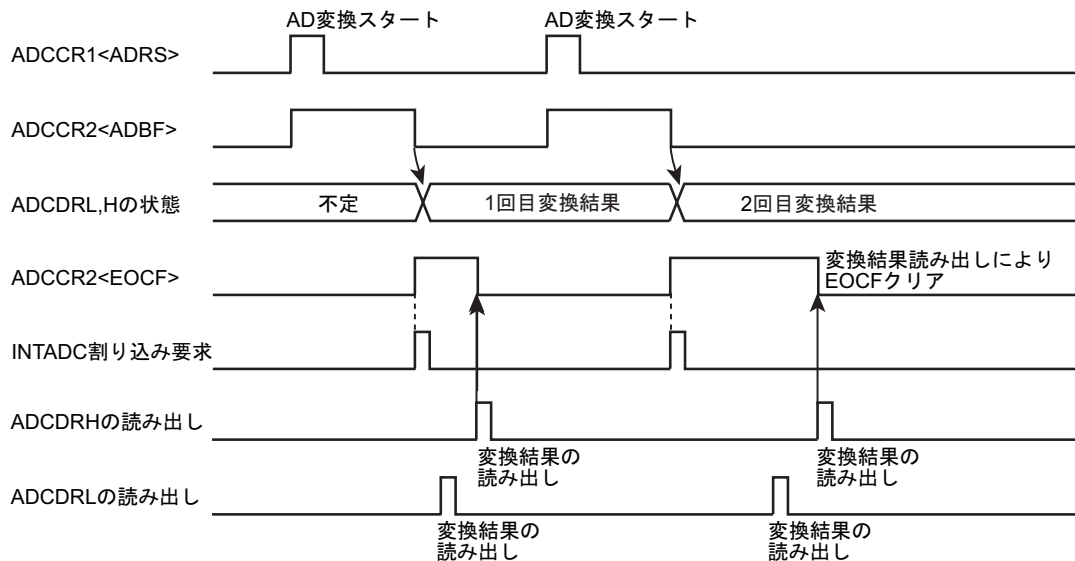 AD変換スタート
AD変換スタート
ADCCR1<ADRS>
ADCCR2<ADBF>
ADCDRL,Hの状態
不定
1回目変換結果
2回目変換結果
ADCCR2<EOCF>
変換結果読み出しにより
EOCFクリア
INTADC割り込み要求
ADCDRHの読み出し
変換結果の
読み出し
変換結果の
読み出し
ADCDRLの読み出し
変換結果の
読み出し
変換結果の
読み出し